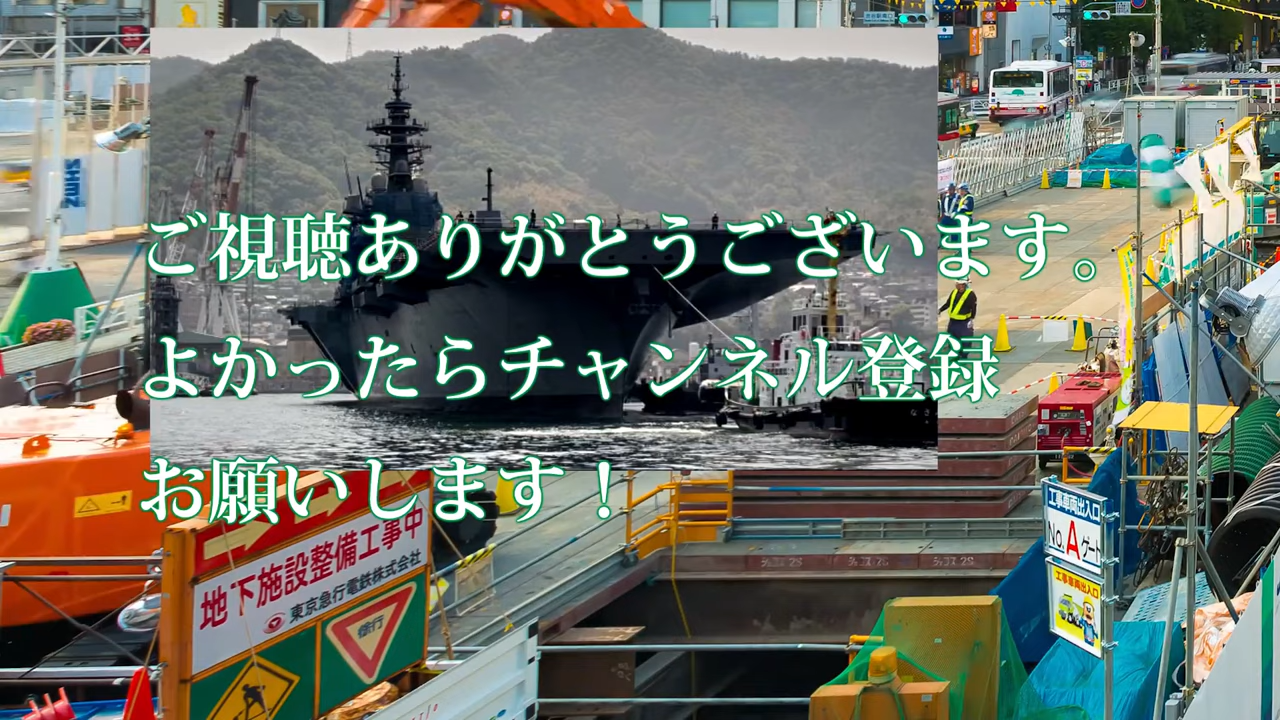 ご視聴ありがとうございます。
よかったらチャンネル登録
お願いします！
地下施設整備工事中
東京急行電鉄株式会社
徐行
工事車両出入口
No.Aゲート
工事車両出入口